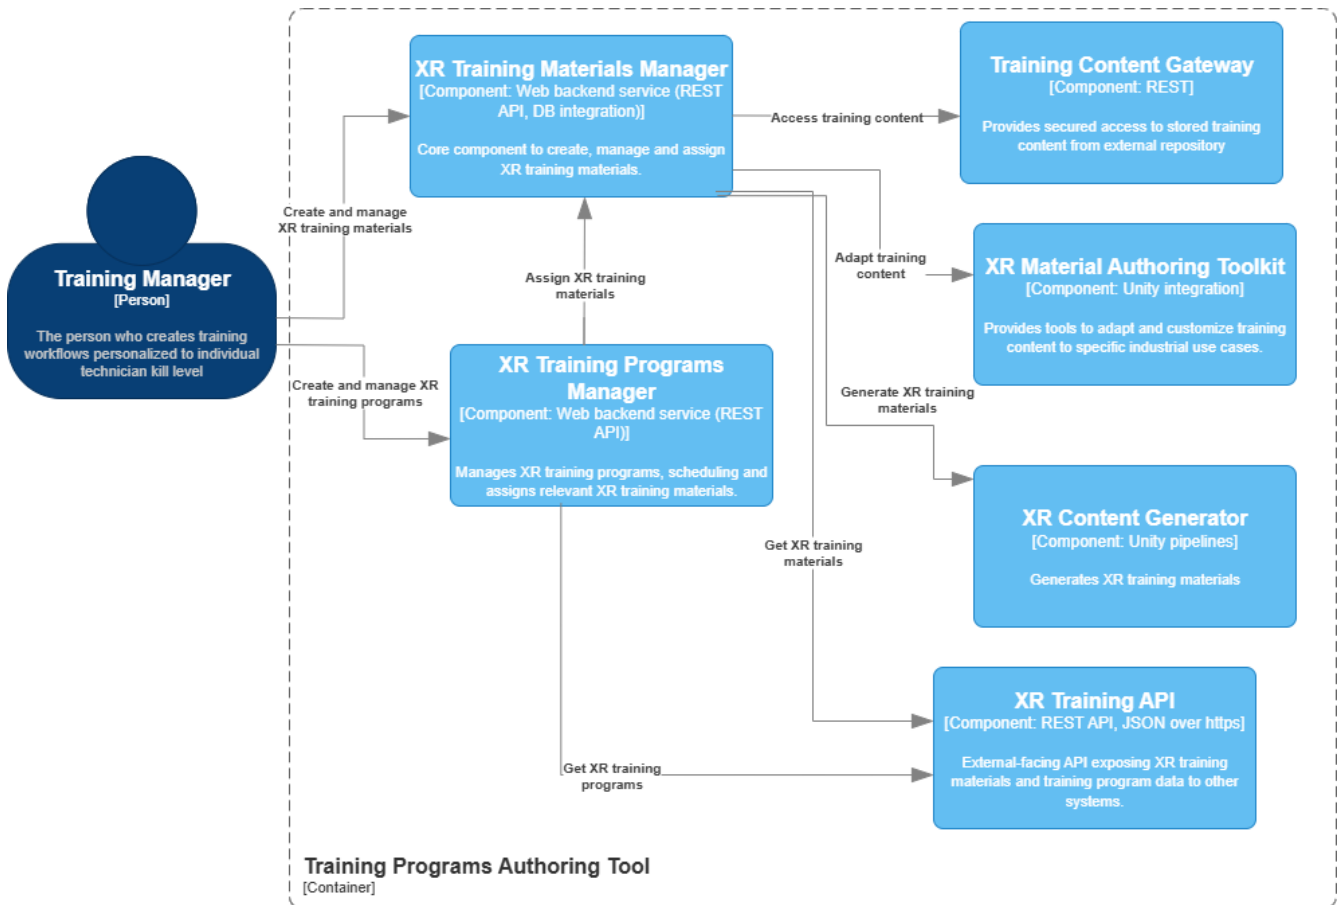 XR Training Materials Manager
[Component: Web backend service (REST
API, DB integration)]
Core component to create, manage and assign
XR training materials.
Training Content Gateway
[Component: REST]
Provides secured access to stored training
content from external repository
Access training content
Create and manage
XR training materials
Training Manager
[Person]
The person who creates training
workflows personalized to individual
technician kill level
Assign XR training
materials
Adapt training
content
XR Material Authoring Toolkit
[Component: Unity integration]
Provides tools to adapt and customize training
content to specific industrial use cases.
Create and manage XR
training programs
XR Training Programs
Manager
[Component: Web backend service (REST
API)]
Manages XR training programs, scheduling and
assigns relevant XR training materials.
Generate XR training
materials
XR Content Generator
[Component: Unity pipelines]
Generates XR training materials
Get XR training
materials
XR Training API
[Component: REST API, JSON over https]
External-facing API exposing XR training
materials and training program data to other
systems.
Get XR training
programs
Training Programs Authoring Tool
[Container]